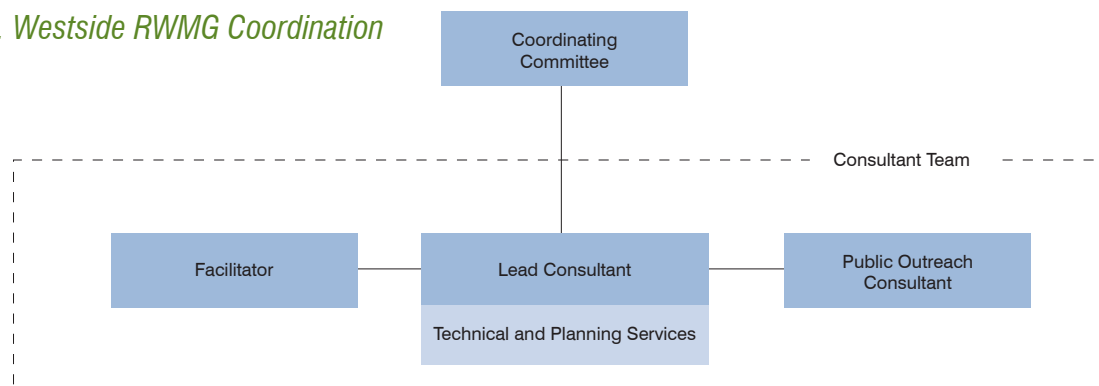 . Westside RWMG Coordination
Coordinating
Committee
Consultant Team
Facilitator
Lead Consultant
Public Outreach
Consultant
Technical and Planning Services